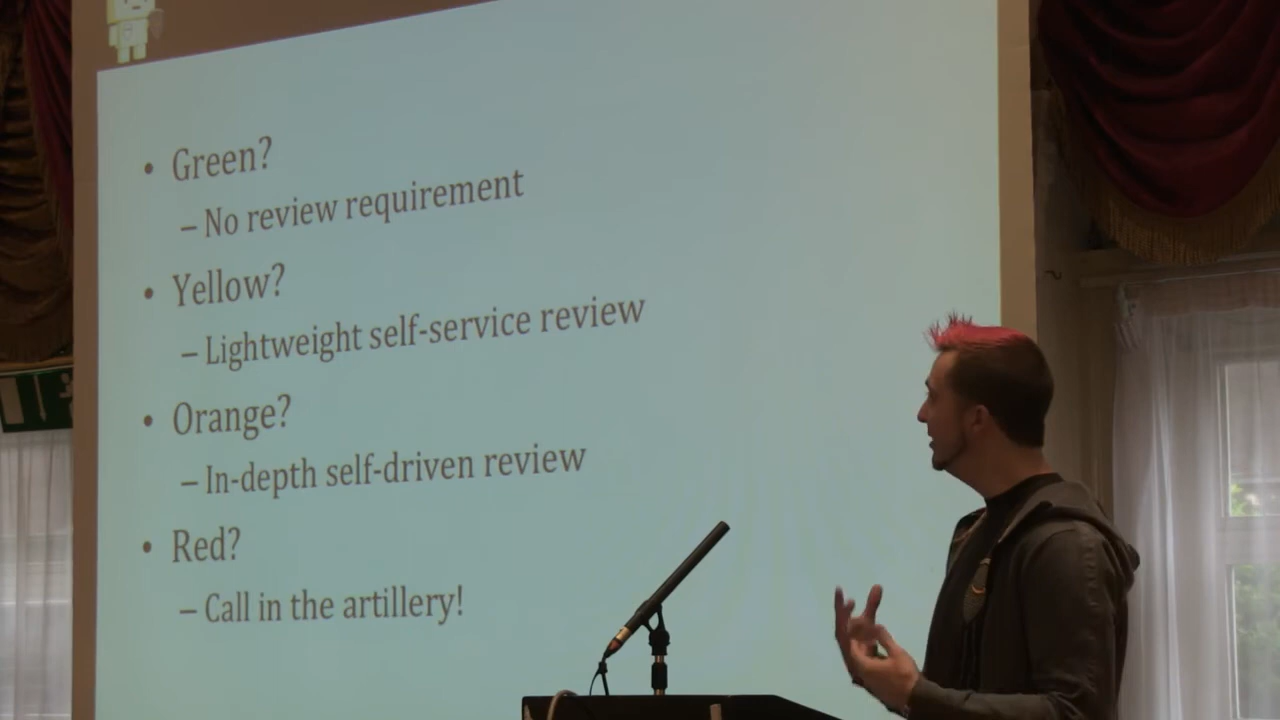 • Green?
– No review requirement
• Yellow?
– Lightweight self-service review
• Orange?
– In-depth self-driven review
• Red?
– Call in the artillery!